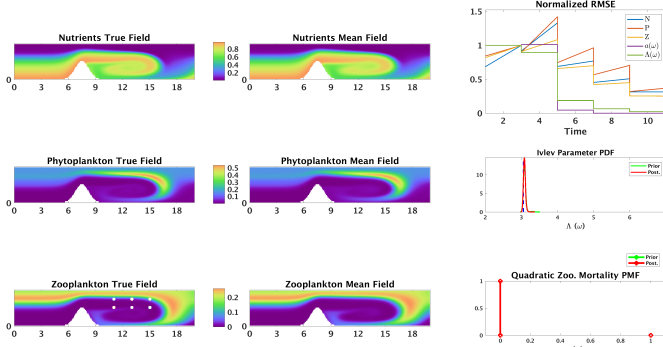 Nutrients True Field
0
0 3 6 9 12 15 18
Nutrients Mean Field
0
0 3 6 9 12 15 18
0.8
0.6
0.4
0.2
0
Normalized RMSE
1.5
1
0.5
0
2 4 6 8 10
Time
N
P
Z
a(ω)
Λ(ω)
Phytoplankton True Field
0
0 3 6 9 12 15 18
Phytoplankton Mean Field
0
0 3 6 9 12 15 18
0.5
0.4
0.3
0.2
0.1
0
Ivlev Parameter PDF
10
5
0
2 3 4 5 6
Λ (ω)
Prior
Post.
Zooplankton True Field
0
0 3 6 9 12 15 18
Zooplankton Mean Field
0
0 3 6 9 12 15 18
0.2
0.1
0
Prior
Post.
Quadratic Zoo. Mortality PMF
1
0.5
0
0 0.2 0.4 0.6 0.8 1